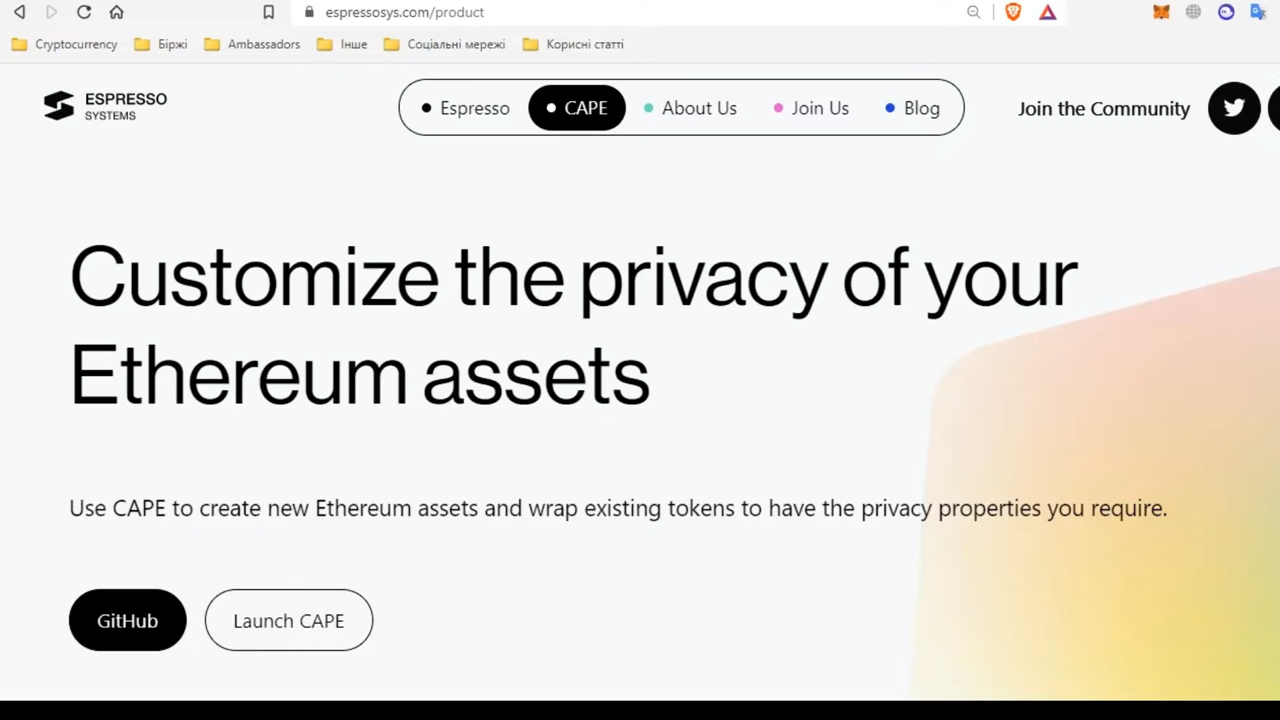 espressosys.com/product
Cryptocurrency Біржі Ambassadors Інше Соціальні мережі Корисні статті
ESPRESSO
SYSTEMS
Espresso CAPE About Us Join Us Blog Join the Community
Customize the privacy of your
Ethereum assets
Use CAPE to create new Ethereum assets and wrap existing tokens to have the privacy properties you require.
GitHub Launch CAPE